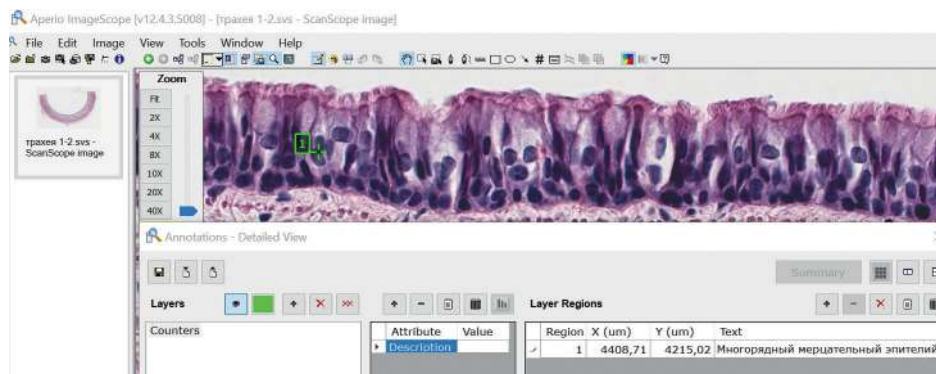 Aperio ImageScope [v12.4.3.5008] - [трахея 1-2.svs - ScanScope image]
File Edit Image View Tools Window Help
Zoom
Fit
2X
4X
8X
10X
20X
40X
трахея 1-2.svs -
ScanScope image
1
Annotations - Detailed View
Summary
Layers
Layer Regions
Counters
Attribute Value
Description
Region X (um) Y (um) Text
1 4408,71 4215,02 Многорядный мерцательный эпителий